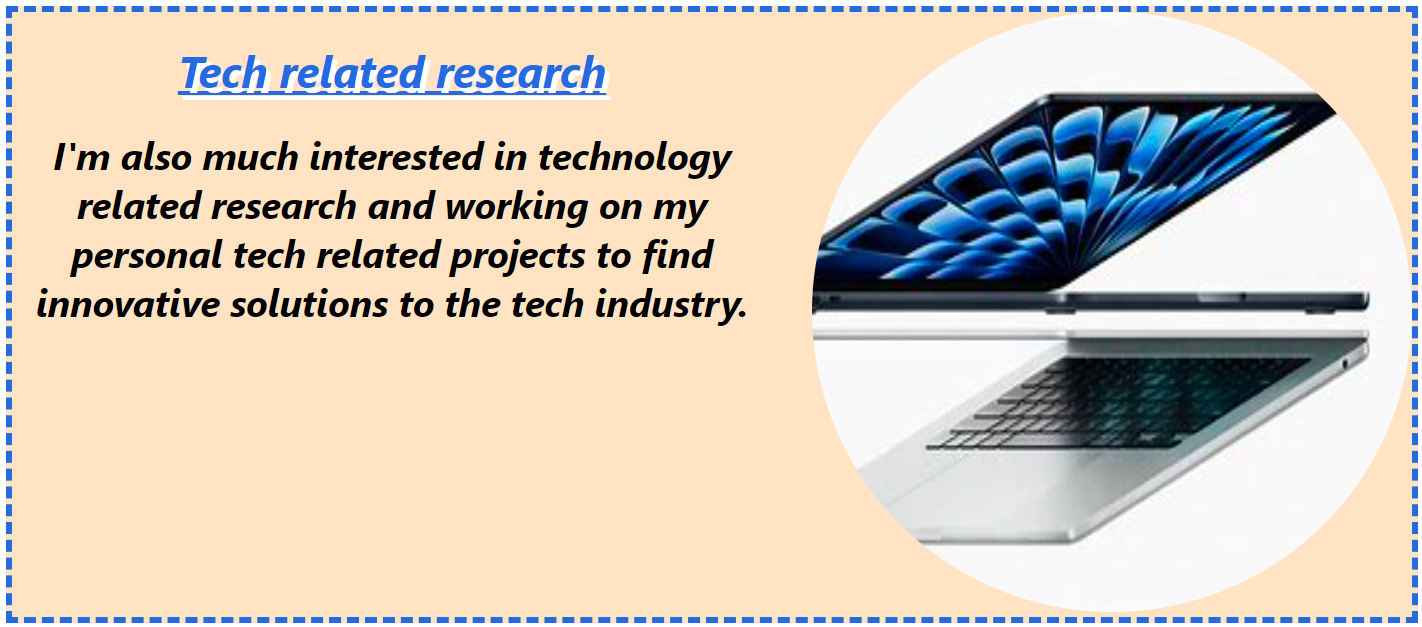 Tech related research
I'm also much interested in technology
related research and working on my
personal tech related projects to find
innovative solutions to the tech industry.